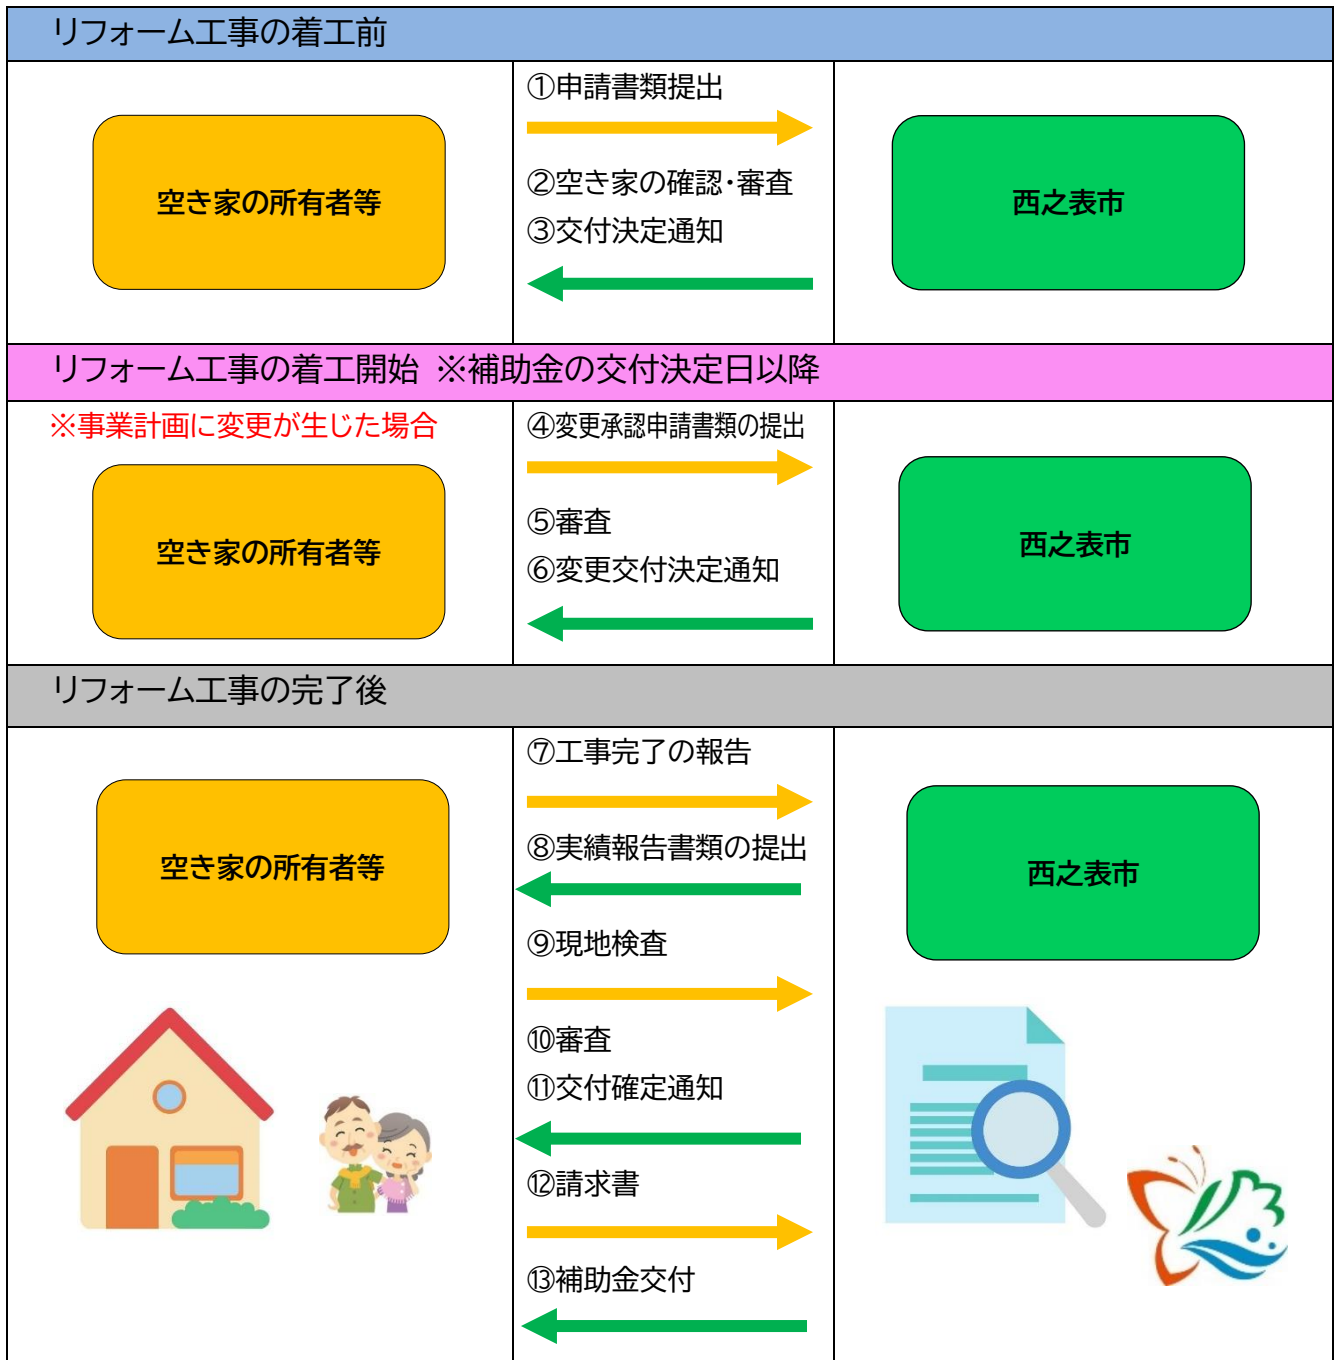 リフォーム工事の着工前
①申請書類提出
空き家の所有者等
②空き家の確認・審査
西之表市
③交付決定通知
リフォーム工事の着工開始 ※補助金の交付決定日以降
※事業計画に変更が生じた場合
④変更承認申請書類の提出
空き家の所有者等
⑤審査
西之表市
⑥変更交付決定通知
リフォーム工事の完了後
⑦工事完了の報告
空き家の所有者等
⑧実績報告書類の提出
西之表市
⑨現地検査
⑩審査
⑪交付確定通知
⑫請求書
⑬補助金交付